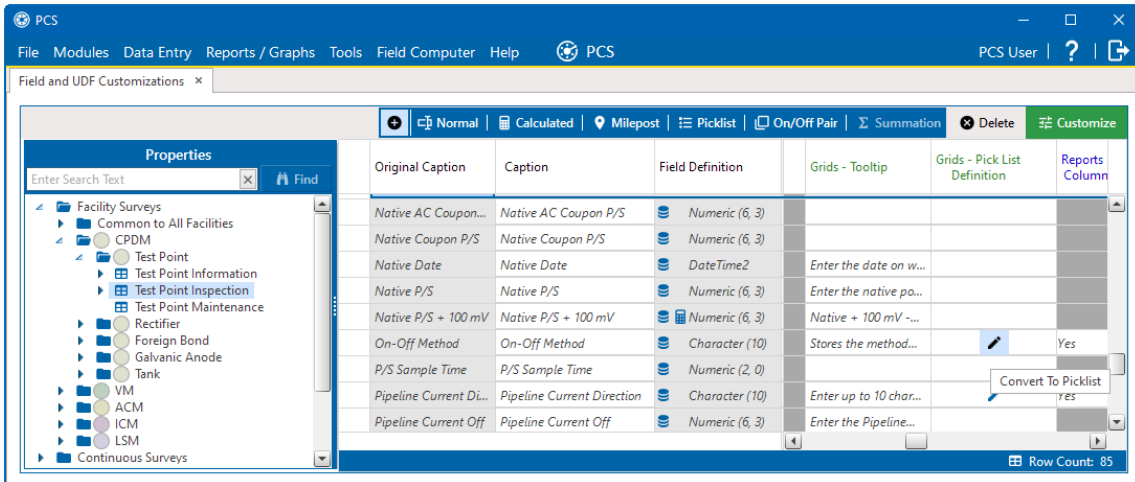 PCS
File Modules Data Entry Reports / Graphs Tools Field Computer Help PCS PCS User | ? |
Field and UDF Customizations ×
Normal | Calculated | Milepost | Picklist | On/Off Pair | Σ Summation Delete Customize
Properties
Enter Search Text × Find
Facility Surveys
Common to All Facilities
CPDM
Test Point
Test Point Information
Test Point Inspection
Test Point Maintenance
Rectifier
Foreign Bond
Galvanic Anode
Tank
VM
ACM
ICM
LSM
Continuous Surveys
Original Caption Caption Field Definition Grids - Tooltip Grids - Pick List Definition Reports Column
Native AC Coupon... Native AC Coupon P/S Numeric (6, 3)
Native Coupon P/S Native Coupon P/S Numeric (6, 3)
Native Date Native Date DateTime2 Enter the date on w...
Native P/S Native P/S Numeric (6, 3) Enter the native po...
Native P/S + 100 mV Native P/S + 100 mV Numeric (6, 3) Native + 100 mV -...
On-Off Method On-Off Method Character (10) Stores the method... Yes
P/S Sample Time P/S Sample Time Numeric (2, 0)
Convert To Picklist
Pipeline Current Di... Pipeline Current Direction Character (10) Enter up to 10 char... Yes
Pipeline Current Off Pipeline Current Off Numeric (6, 3) Enter the Pipeline...
Row Count: 85